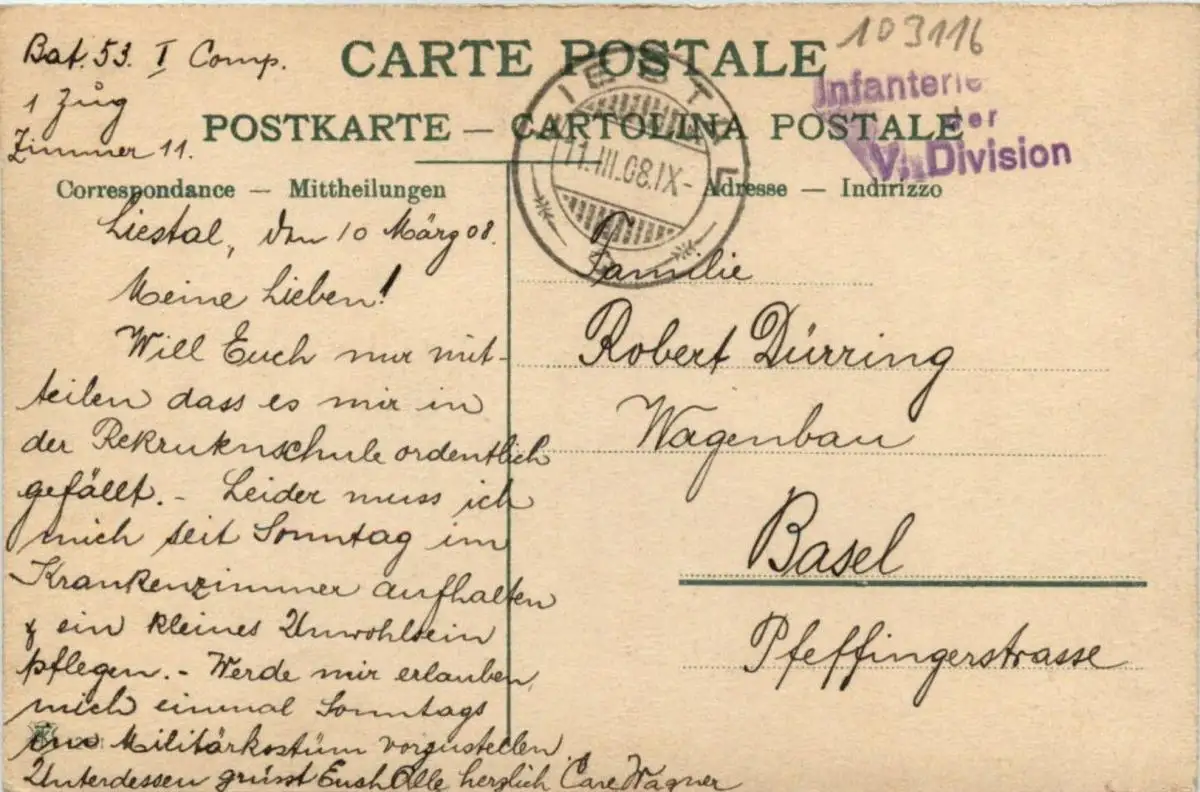 103116
Bat. 53. I Comp.
1 Zug
Zimmer 11.
CARTE POSTALE
POSTKARTE — CARTOLINA POSTALE
Infanterie
der
V. Division
LIESTAL
11.III.08.IX-
Correspondance — Mittheilungen
Adresse — Indirizzo
Liestal, den 10 März 08.
Meine Lieben!
Will Euch nur mit-
teilen dass es mir in
der Rekrutenschule ordentlich
gefällt. - Leider muss ich
mich seit Sonntag im
Krankenzimmer aufhalten
& ein kleines Unwohlsein
pflegen. - Werde mir erlauben
mich einmal Sonntags
im Militärkostüm vorzustellen
Unterdessen grüsst Euch Alle herzlich Carl Wagner
Familie
Robert Dürring
Wagenbau
Basel
Pfeffingerstrasse